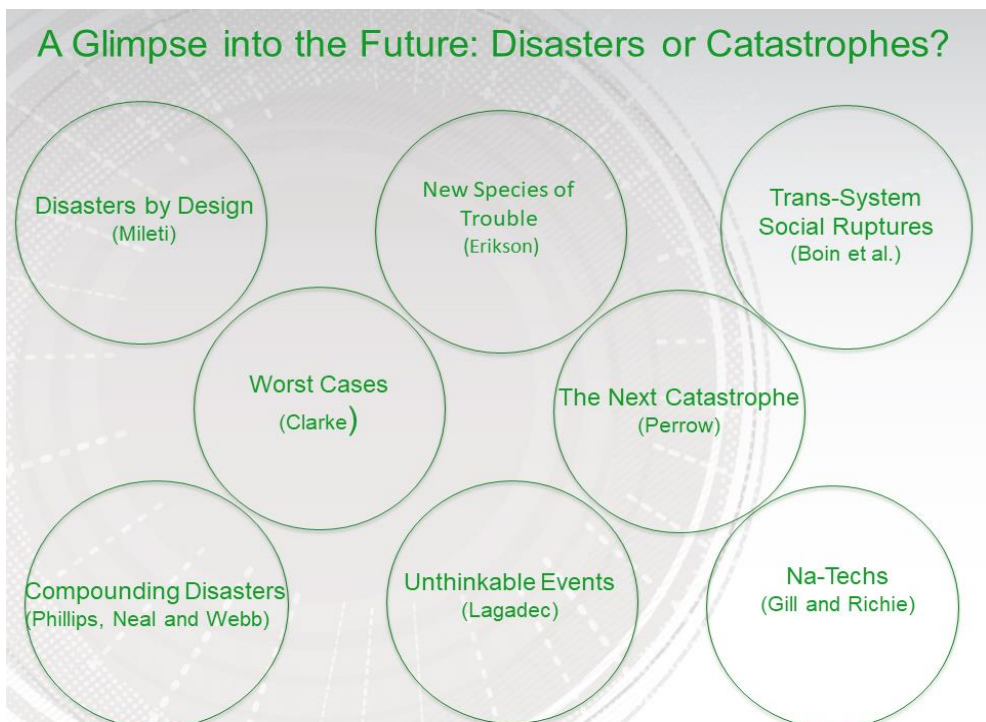 A Glimpse into the Future: Disasters or Catastrophes?
Disasters by Design
(Mileti)
New Species of
Trouble
(Erikson)
Trans-System
Social Ruptures
(Boin et al.)
Worst Cases
(Clarke)
The Next Catastrophe
(Perrow)
Compounding Disasters
(Phillips, Neal and Webb)
Unthinkable Events
(Lagadec)
Na-Techs
(Gill and Richie)